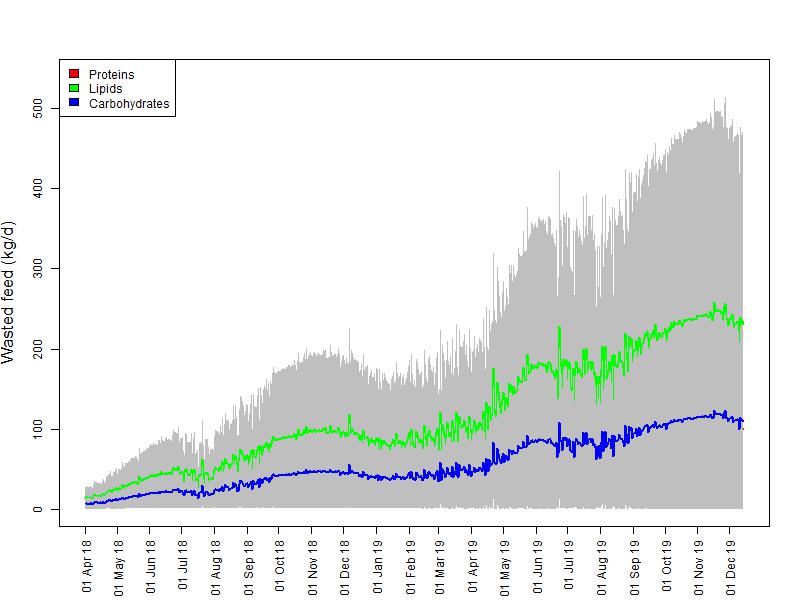 Proteins
Lipids
Carbohydrates
Wasted feed (kg/d)
500
400
300
200
100
0
01 Apr 18
01 May 18
01 Jun 18
01 Jul 18
01 Aug 18
01 Sep 18
01 Oct 18
01 Nov 18
01 Dec 18
01 Jan 19
01 Feb 19
01 Mar 19
01 Apr 19
01 May 19
01 Jun 19
01 Jul 19
01 Aug 19
01 Sep 19
01 Oct 19
01 Nov 19
01 Dec 19